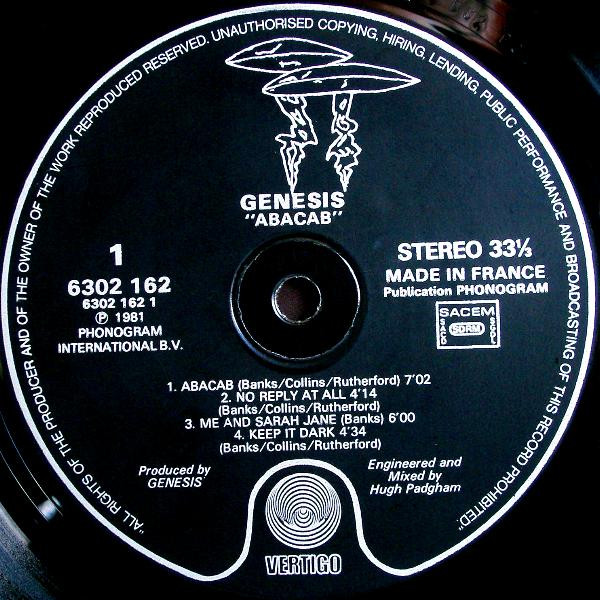 "ALL RIGHTS OF THE PRODUCER AND OF THE OWNER OF THE WORK REPRODUCED RESERVED. UNAUTHORISED COPYING, HIRING, LENDING, PUBLIC PERFORMANCE AND BROADCASTING OF THIS RECORD PROHIBITED."
GENESIS
"ABACAB"
1
6302 162
6302 162 1
℗ 1981
PHONOGRAM
INTERNATIONAL B.V.
STEREO 33⅓
MADE IN FRANCE
Publication PHONOGRAM
SACEM
SACD SDRM SGDL
1. ABACAB (Banks/Collins/Rutherford) 7'02
2. NO REPLY AT ALL 4'14
(Banks/Collins/Rutherford)
3. ME AND SARAH JANE (Banks) 6'00
4. KEEP IT DARK 4'34
(Banks/Collins/Rutherford)
Produced by
GENESIS
Engineered and
Mixed by
Hugh Padgham
VERTIGO